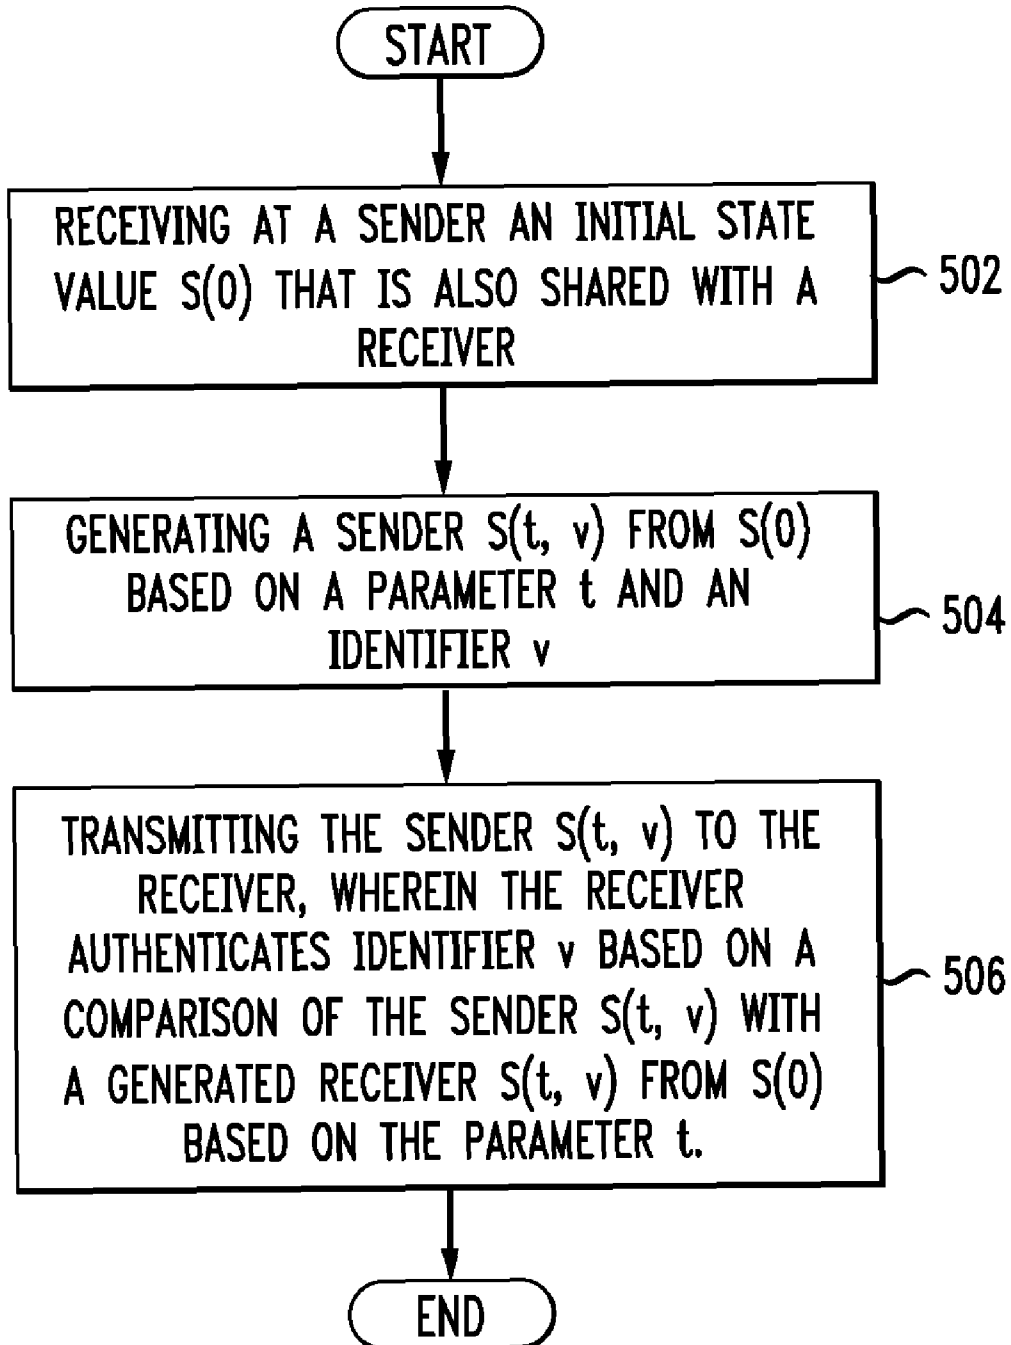 START
RECEIVING AT A SENDER AN INITIAL STATE
VALUE S(0) THAT IS ALSO SHARED WITH A
RECEIVER
502
GENERATING A SENDER S(t, v) FROM S(0)
BASED ON A PARAMETER t AND AN
IDENTIFIER v
504
TRANSMITTING THE SENDER S(t, v) TO THE
RECEIVER, WHEREIN THE RECEIVER
AUTHENTICATES IDENTIFIER v BASED ON A
COMPARISON OF THE SENDER S(t, v) WITH
A GENERATED RECEIVER S(t, v) FROM S(0)
BASED ON THE PARAMETER t.
506
END